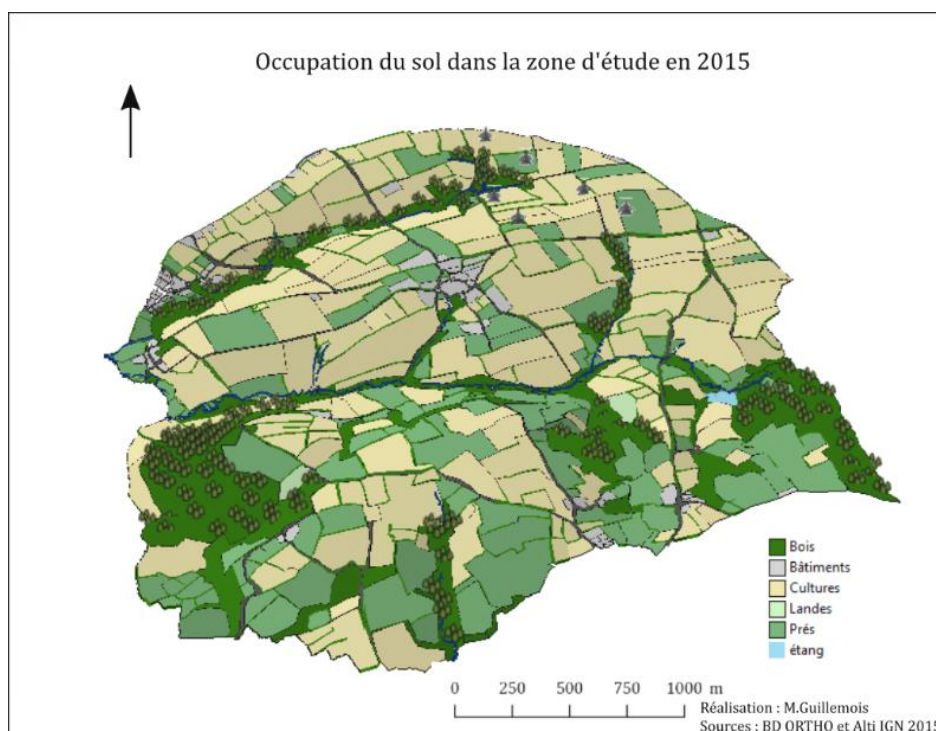 Occupation du sol dans la zone d'étude en 2015
Bois
Bâtiments
Cultures
Landes
Prés
étang
0 250 500 750 1000 m
Réalisation : M.Guillemois
Sources : BD ORTHO et Alti IGN 2015